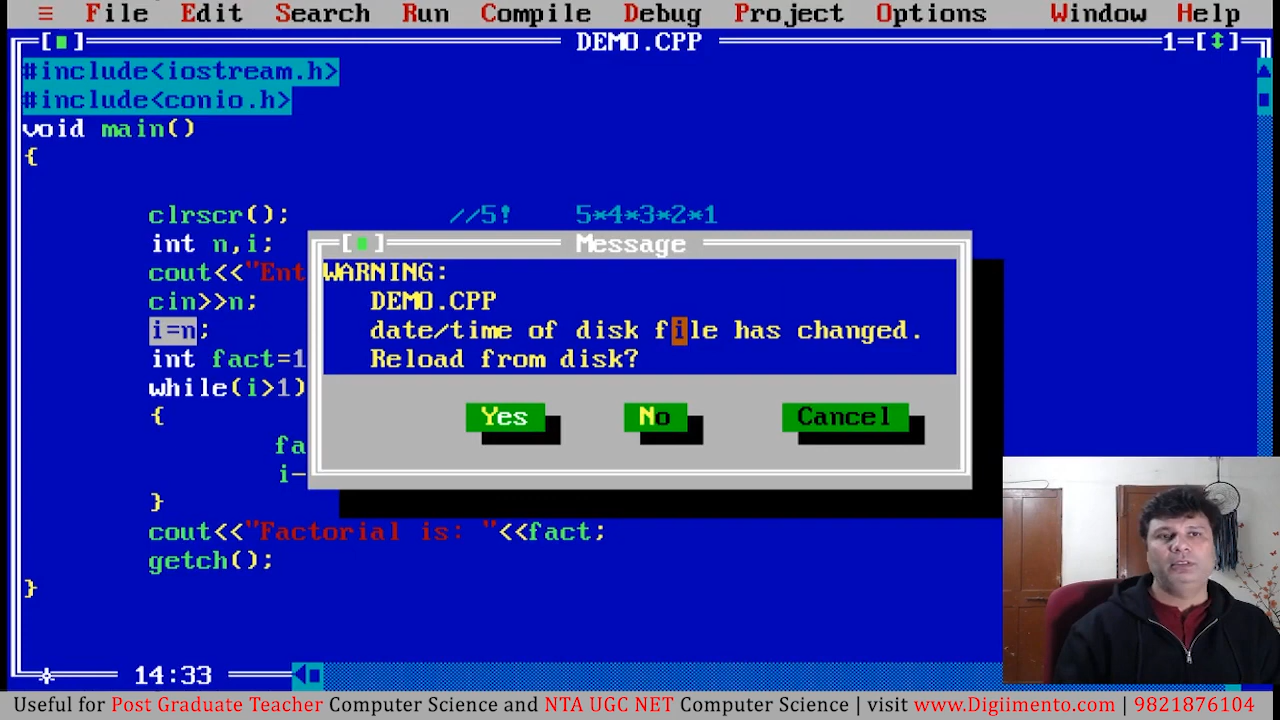 ≡ File Edit Search Run Compile Debug Project Options Window Help
DEMO.CPP 1
#include<iostream.h>
#include<conio.h>
void main()
{
clrscr(); //5! 5*4*3*2*1
int n,i;
cout<<"Ent
cin>>n;
i=n;
int fact=1
while(i>1)
{
fa
i-
}
cout<<"Factorial is: "<<fact;
getch();
}
Message
WARNING:
DEMO.CPP
date/time of disk file has changed.
Reload from disk?
Yes No Cancel
14:33
Useful for Post Graduate Teacher Computer Science and NTA UGC NET Computer Science | visit www.Digiimento.com | 9821876104